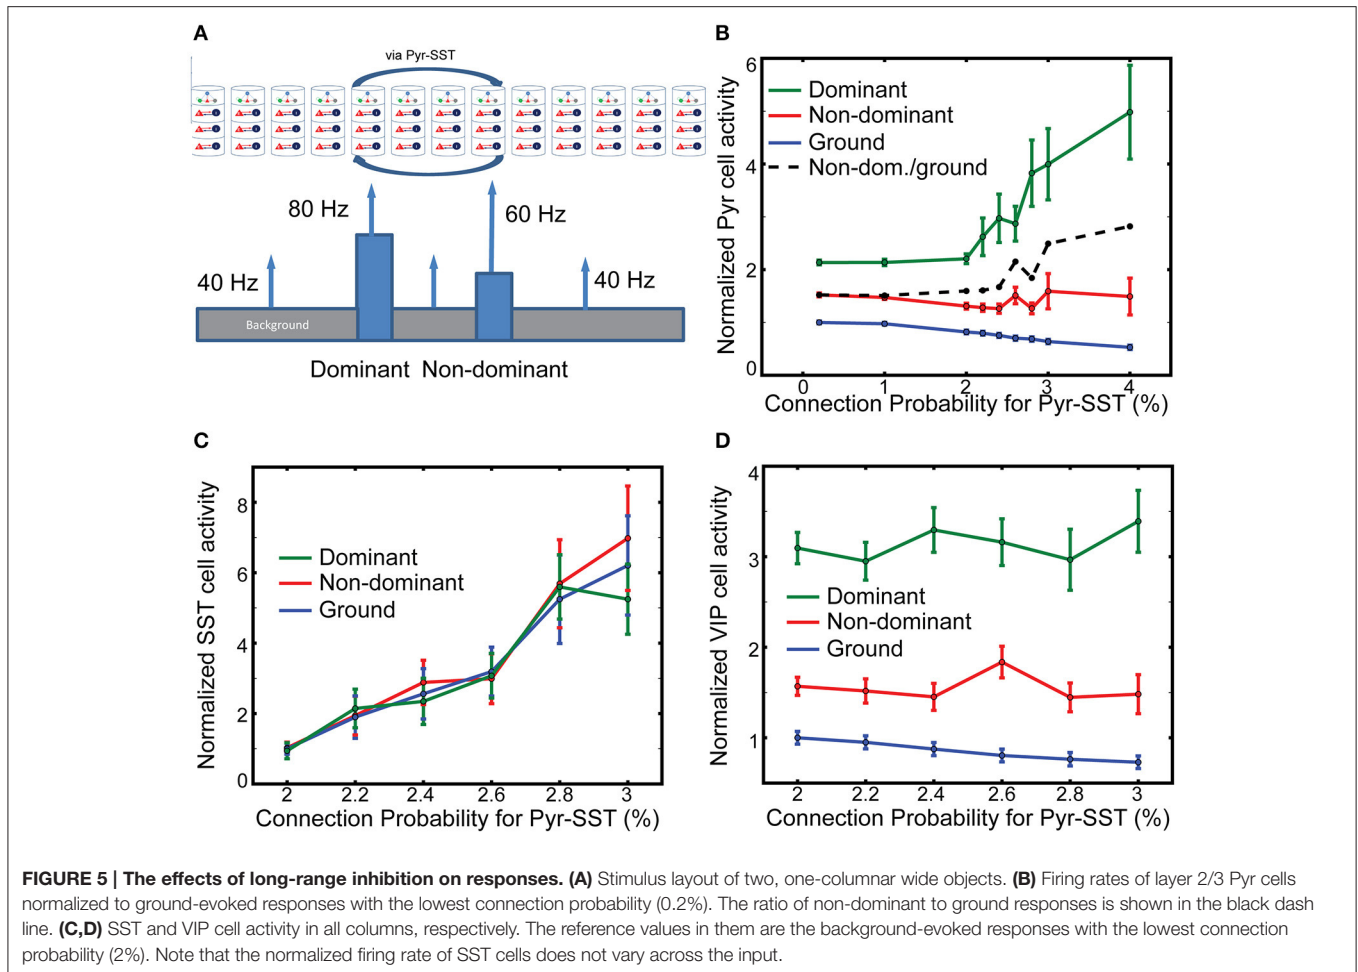 A
via Pyr-SST
80 Hz
60 Hz
40 Hz
40 Hz
Background
Dominant Non-dominant
B
Normalized Pyr cell activity
6
4
2
0
Dominant
Non-dominant
Ground
Non-dom./ground
0 1 2 3 4
Connection Probability for Pyr-SST (%)
C
Normalized SST cell activity
8
6
4
2
0
Dominant
Non-dominant
Ground
2 2.2 2.4 2.6 2.8 3
Connection Probability for Pyr-SST (%)
D
Normalized VIP cell activity
4
3
2
1
Dominant
Non-dominant
Ground
2 2.2 2.4 2.6 2.8 3
Connection Probability for Pyr-SST (%)
FIGURE 5 | The effects of long-range inhibition on responses. (A) Stimulus layout of two, one-columnar wide objects. (B) Firing rates of layer 2/3 Pyr cells
normalized to ground-evoked responses with the lowest connection probability (0.2%). The ratio of non-dominant to ground responses is shown in the black dash
line. (C,D) SST and VIP cell activity in all columns, respectively. The reference values in them are the background-evoked responses with the lowest connection
probability (2%). Note that the normalized firing rate of SST cells does not vary across the input.